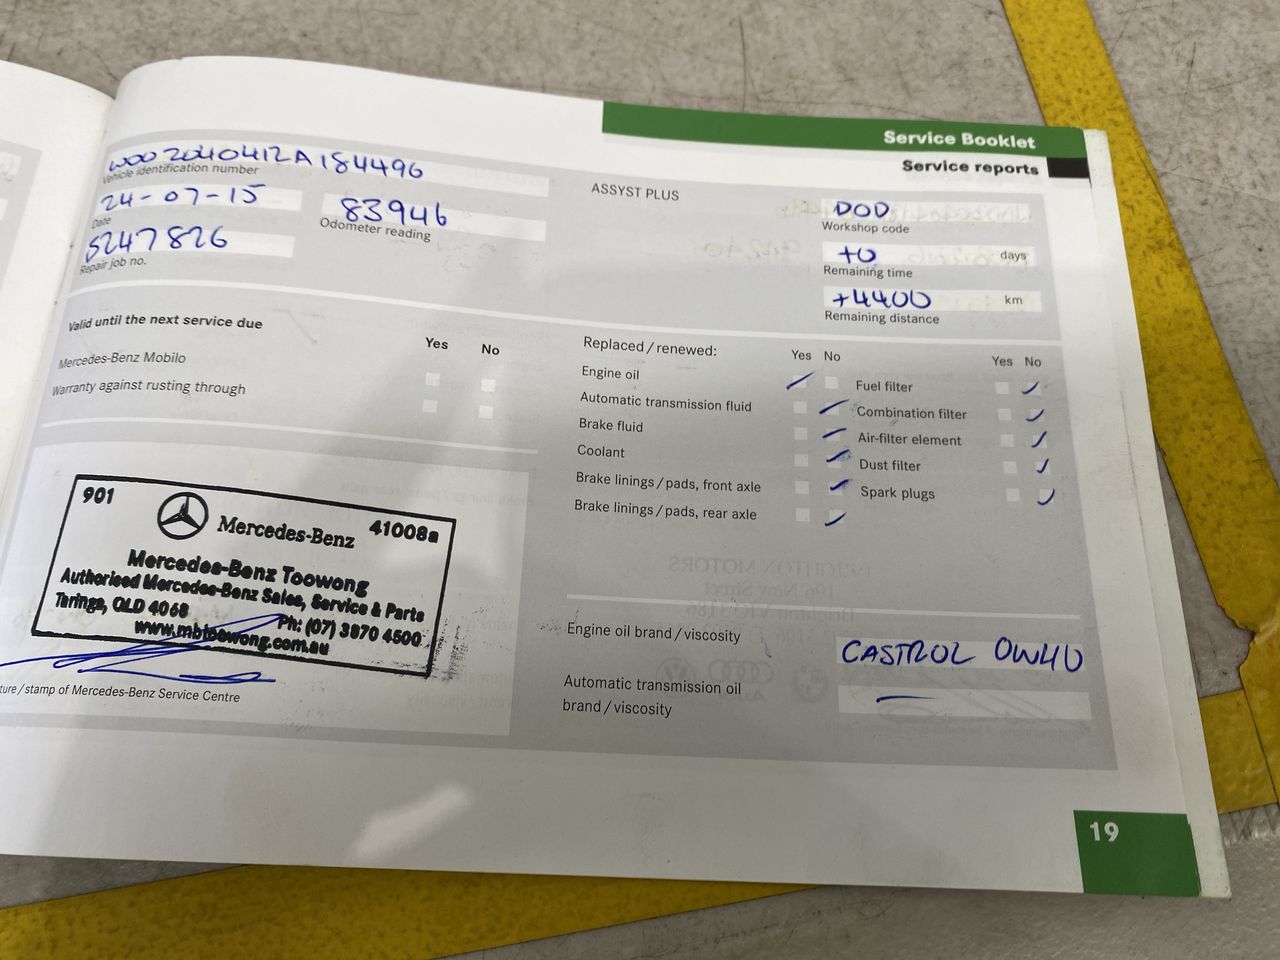 Service Booklet
Service reports
WDD2040412A184496
Vehicle identification number
24-07-15
Date
83946
Odometer reading
5247826
Repair job no.
ASSYST PLUS
DOD
Workshop code
+0 days
Remaining time
+4400 km
Remaining distance
Valid until the next service due
Yes No
Mercedes-Benz Mobilo
Warranty against rusting through
Replaced / renewed:
Yes No
Engine oil
Automatic transmission fluid
Brake fluid
Coolant
Brake linings / pads, front axle
Brake linings / pads, rear axle
Yes No
Fuel filter
Combination filter
Air-filter element
Dust filter
Spark plugs
901
Mercedes-Benz
41008a
Mercedes-Benz Toowong
Authorised Mercedes-Benz Sales, Service & Parts
Taringa, QLD 4068
Ph: (07) 3870 4500
www.mbtoowong.com.au
ture / stamp of Mercedes-Benz Service Centre
Engine oil brand / viscosity
CASTROL 0W40
Automatic transmission oil
brand / viscosity
19